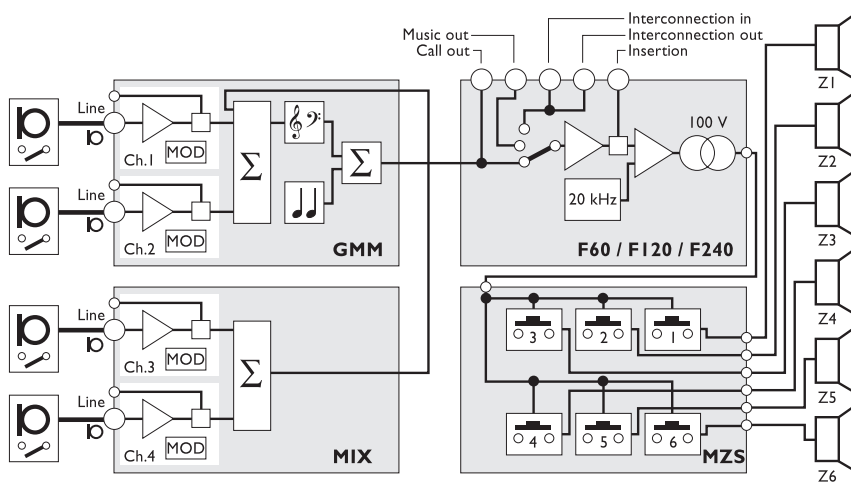 Interconnection in
Music out
Interconnection out
Call out
Insertion
Z1
Line
MOD
Ch.1
Σ
100 V
Z2
Line
MOD
Ch.2
Σ
20 kHz
GMM
F60 / F120 / F240
Z3
Z4
Line
MOD
Ch.3
Σ
3
2
1
Z5
Line
MOD
Ch.4
4
5
6
MIX
MZS
Z6